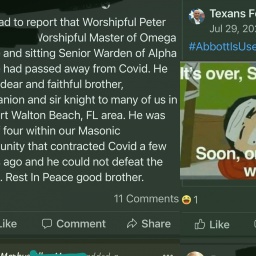 ad to report that Worshipful Peter
Vorshipful Master of Omega
and sitting Senior Warden of Alpha
had passed away from Covid. He
dear and faithful brother,
anion and sir knight to many of us in
rt Walton Beach, FL area. He was
four within our Masonic
unity that contracted Covid a few
ago and he could not defeat the
. Rest In Peace good brother.
11 Comments
Like Comment Share
Texans F
Jul 29, 20
#AbbottIsUse
It's over, S
Soon, o
w
1
Like